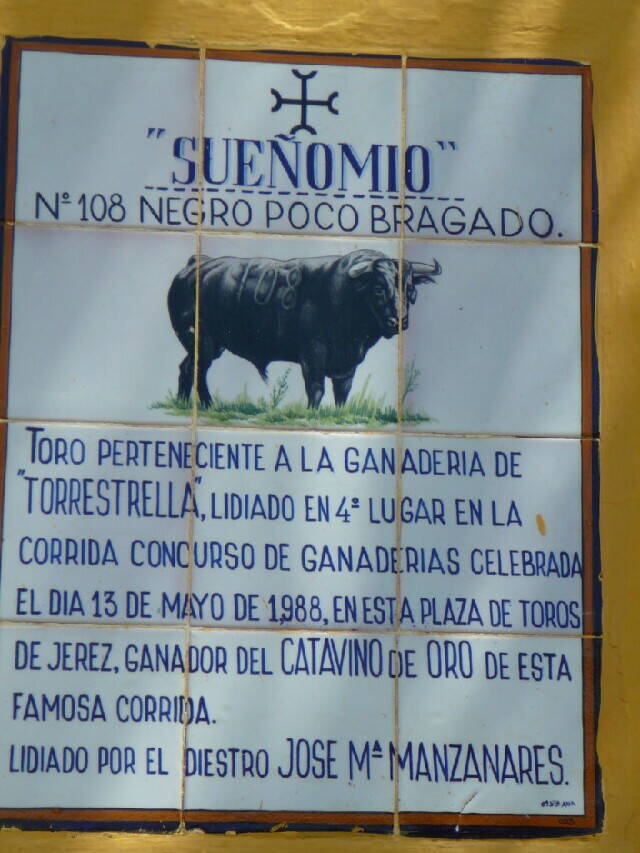 "SUEÑOMIO"
Nº 108 NEGRO POCO BRAGADO.
108
TORO PERTENECIENTE A LA GANADERIA DE
"TORRESTRELLA", LIDIADO EN 4º LUGAR EN LA
CORRIDA CONCURSO DE GANADERIAS CELEBRADA
EL DIA 13 DE MAYO DE 1,988, EN ESTA PLAZA DE TOROS
DE JEREZ, GANADOR DEL CATAVINO DE ORO DE ESTA
FAMOSA CORRIDA.
LIDIADO POR EL DIESTRO JOSE Mª MANZANARES.